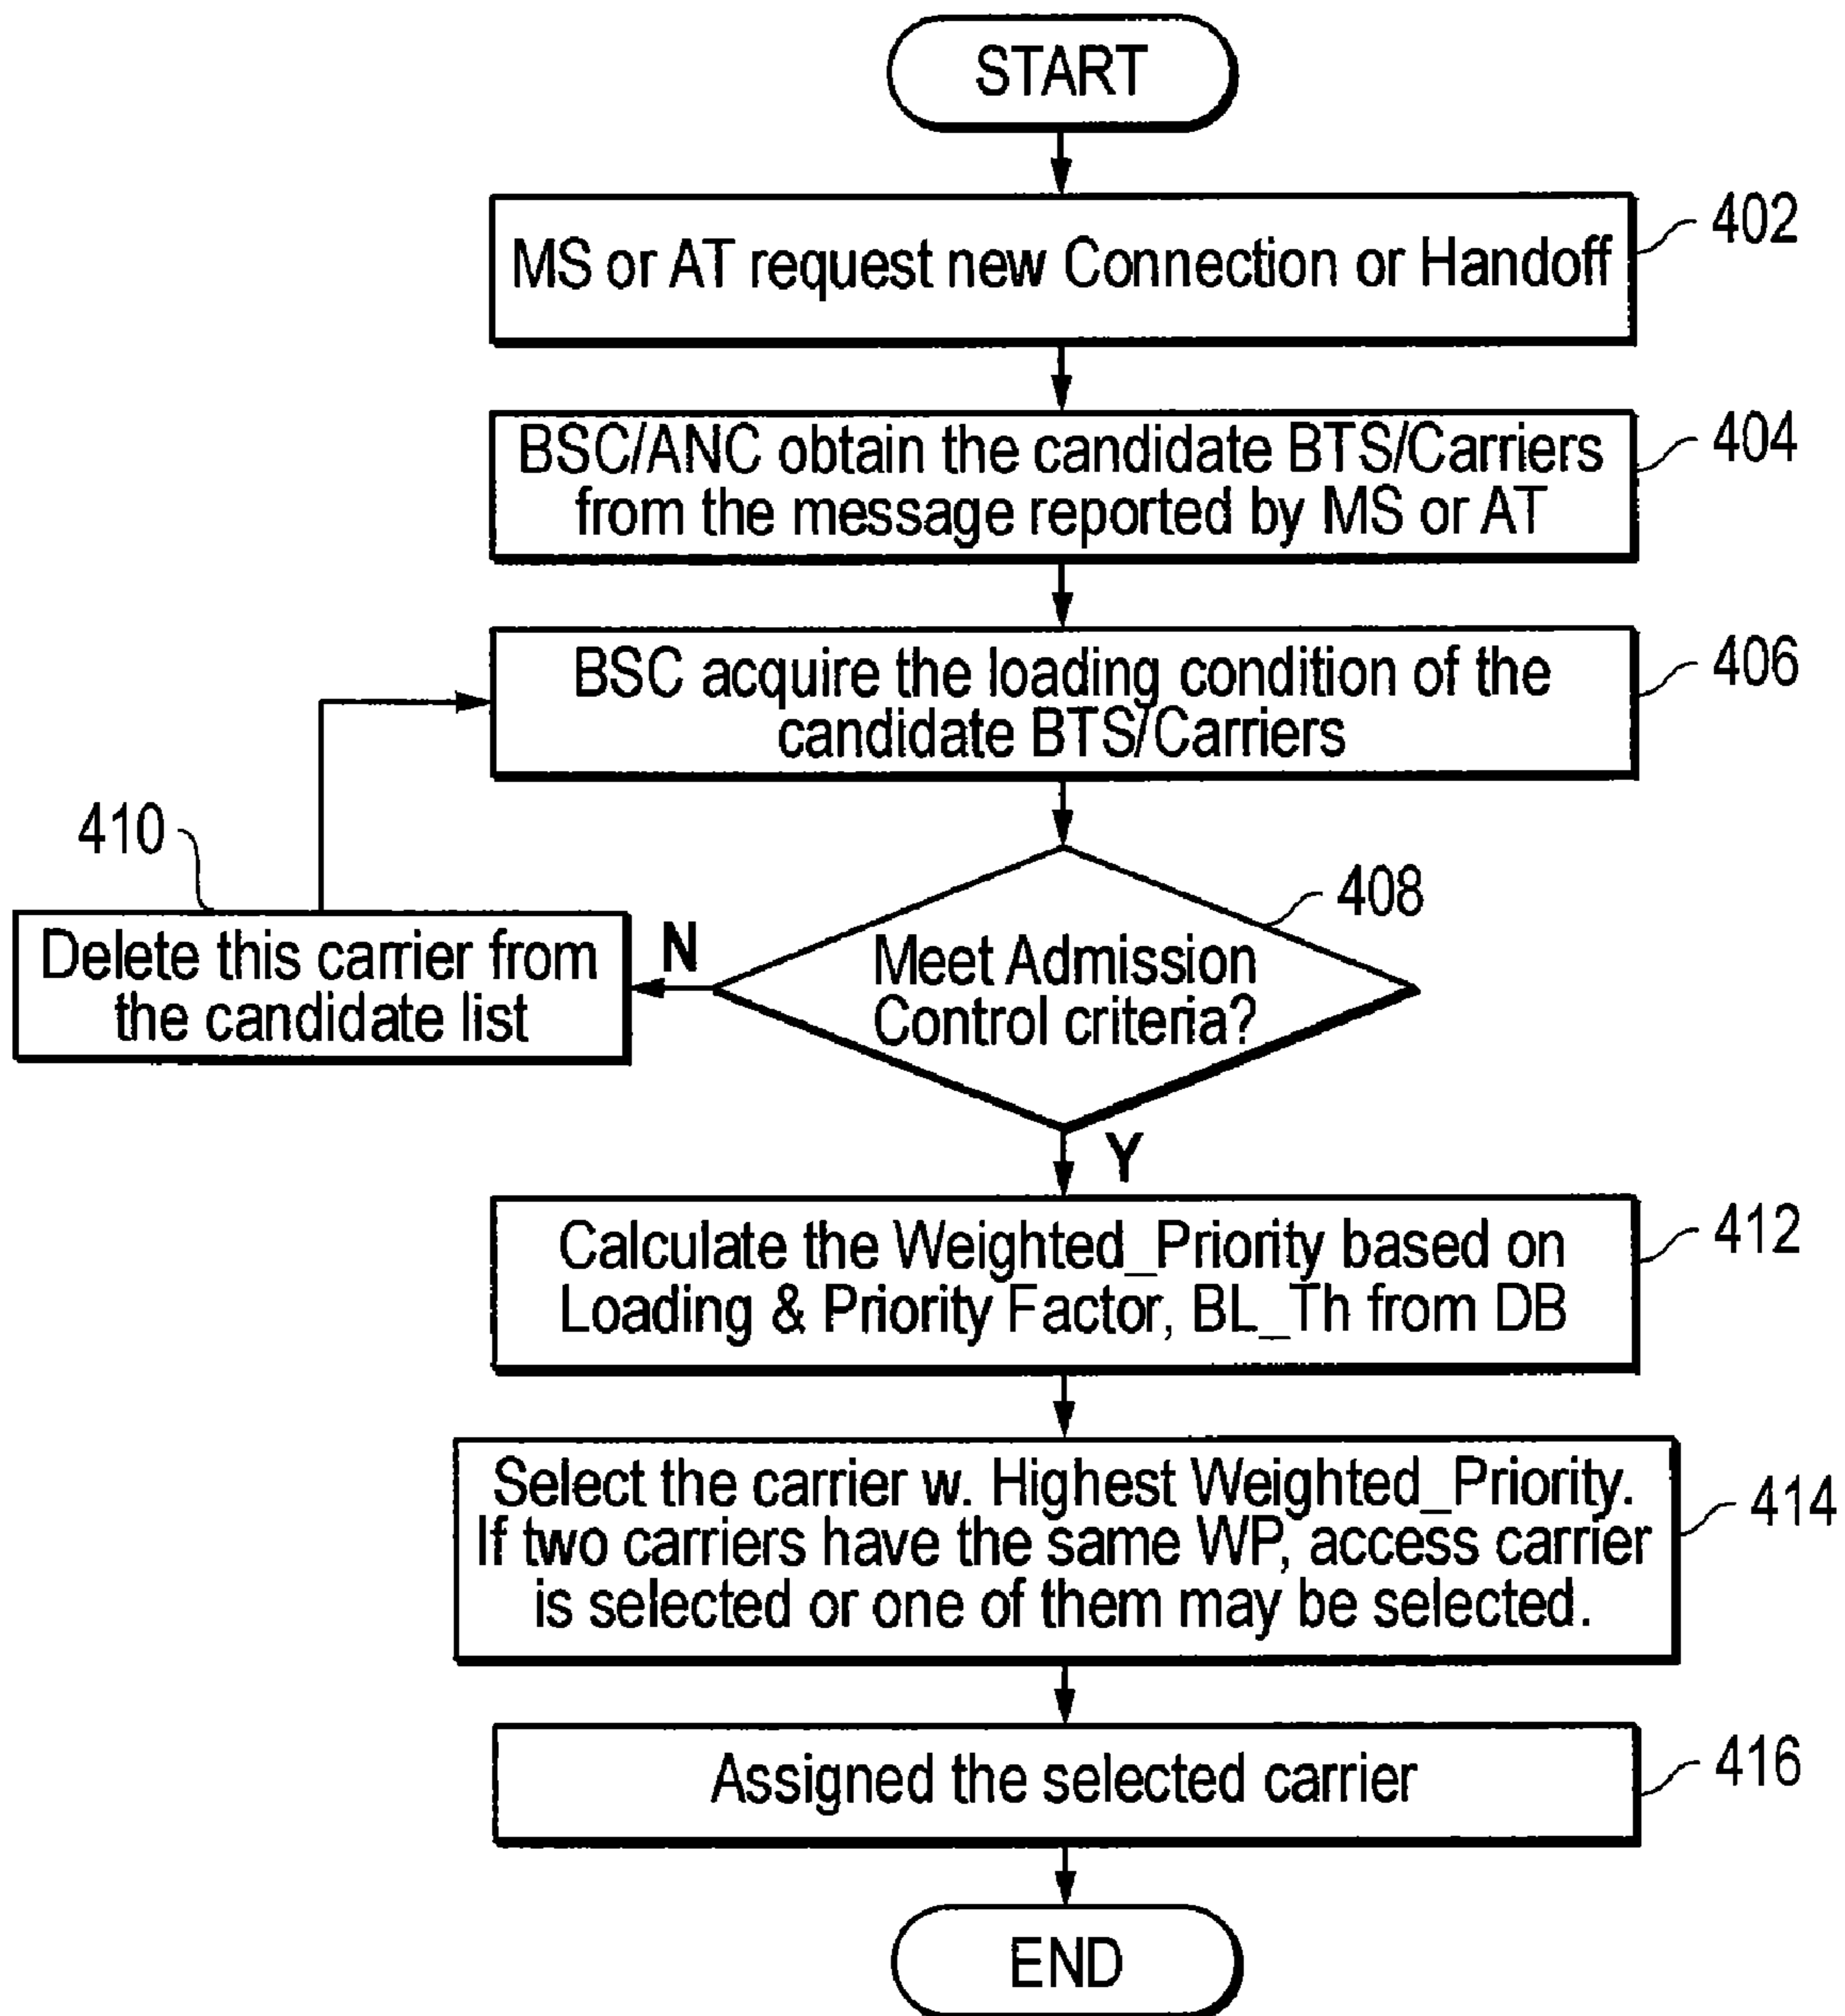 START
MS or AT request new Connection or Handoff
402
BSC/ANC obtain the candidate BTS/Carriers
from the message reported by MS or AT
404
BSC acquire the loading condition of the
candidate BTS/Carriers
406
410
408
Delete this carrier from
the candidate list
N
Meet Admission
Control criteria?
Y
Calculate the Weighted_Priority based on
Loading & Priority Factor, BL_Th from DB
412
Select the carrier w. Highest Weighted_Priority.
If two carriers have the same WP, access carrier
is selected or one of them may be selected.
414
Assigned the selected carrier
416
END